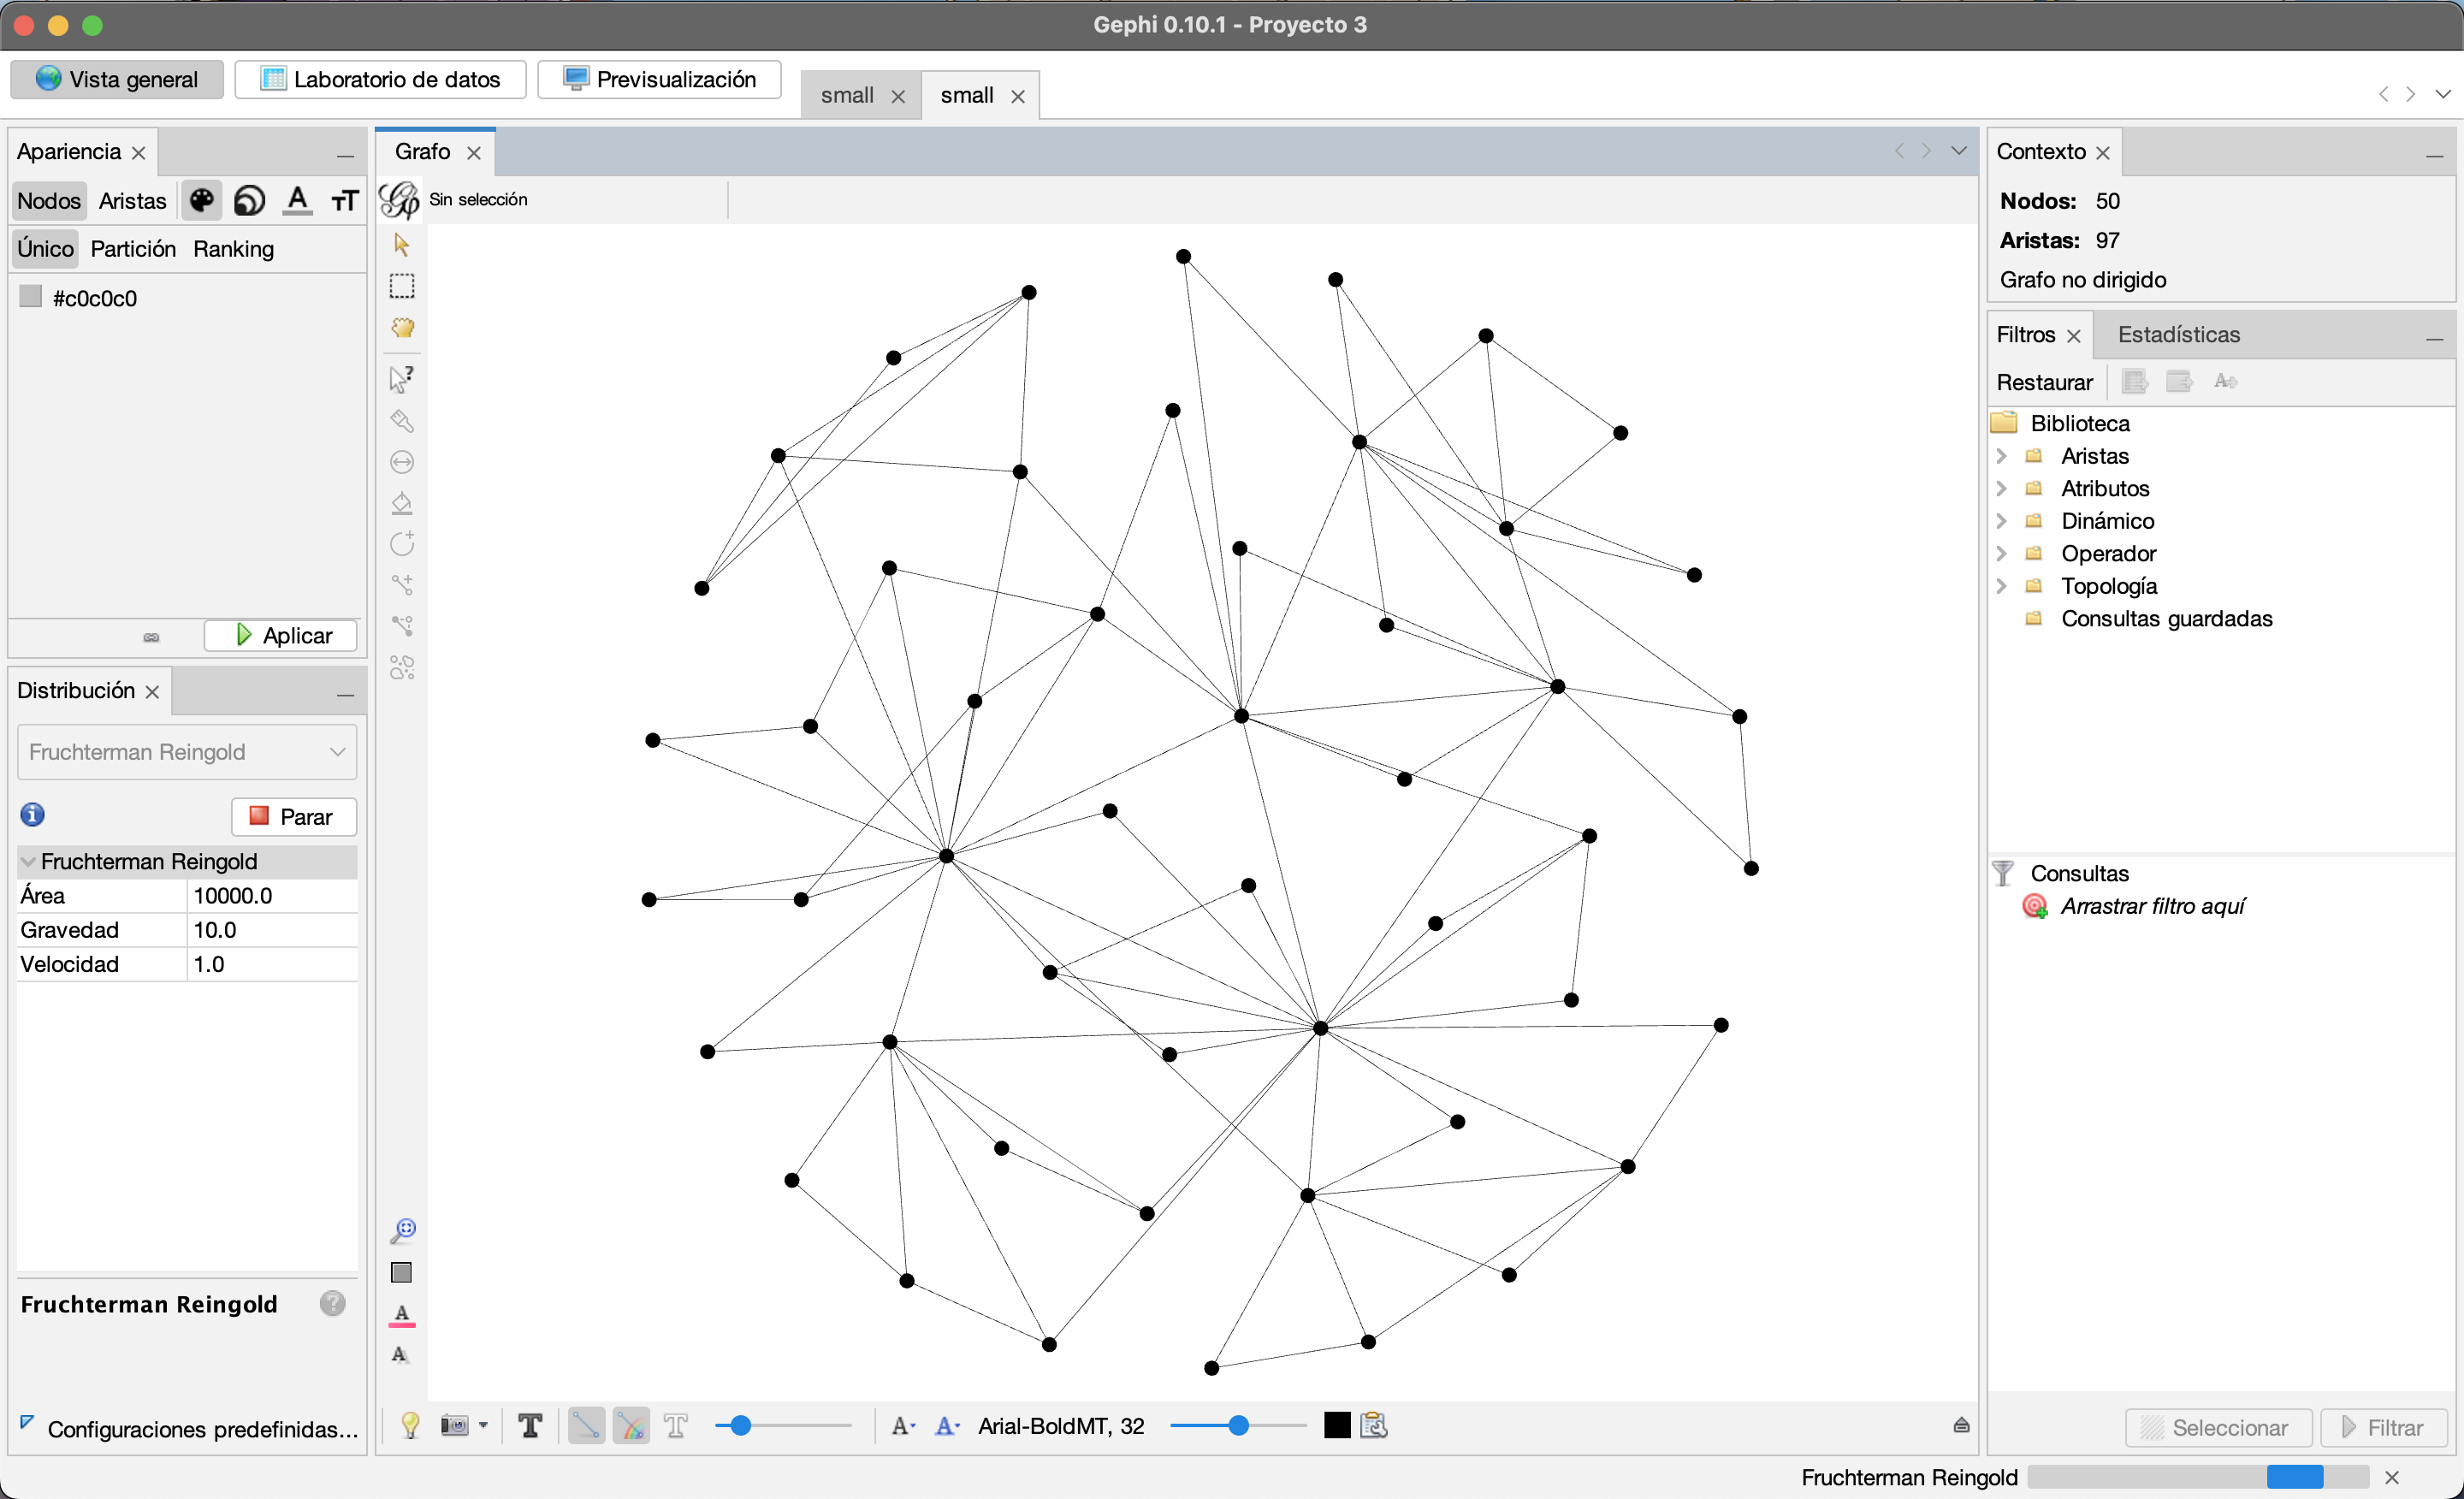 Gephi 0.10.1 - Proyecto 3
Vista general
Laboratorio de datos
Previsualización
small
small
Apariencia
Nodos
Aristas
A
TT
Único
Partición
Ranking
#c0c0c0
Aplicar
Distribución
Fruchterman Reingold
Parar
Fruchterman Reingold
Área 10000.0
Gravedad 10.0
Velocidad 1.0
Fruchterman Reingold
?
Configuraciones predefinidas...
Grafo
Sin selección
A
A
T
T
A
A
Arial-BoldMT, 32
Contexto
Nodos: 50
Aristas: 97
Grafo no dirigido
Filtros
Estadísticas
Restaurar
Biblioteca
Aristas
Atributos
Dinámico
Operador
Topología
Consultas guardadas
Consultas
Arrastrar filtro aquí
Seleccionar
Filtrar
Fruchterman Reingold